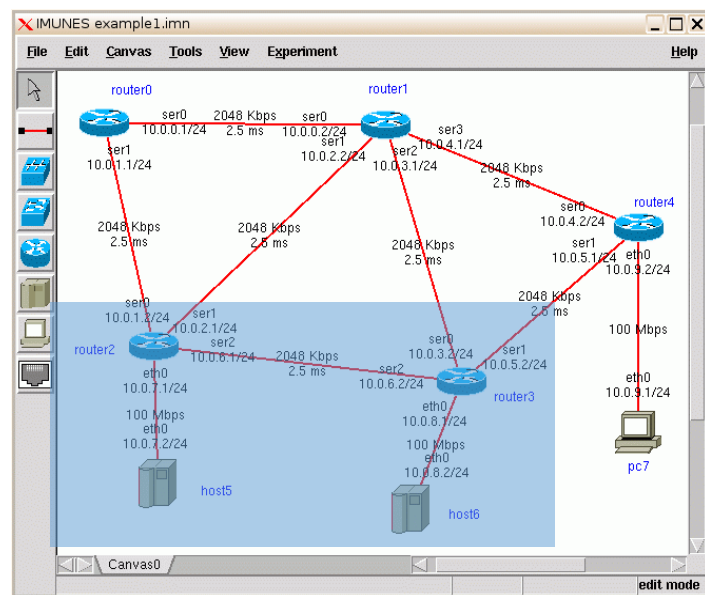 IMUNES example1.imn
File Edit Canvas Tools View Experiment Help
router0
router1
ser0
10.0.0.1/24
2048 Kbps
2.5 ms
ser0
10.0.0.2/24
ser3
10.0.4.1/24
ser1
10.0.1.1/24
ser1
10.0.2.2/24
ser2
10.0.3.1/24
2048 Kbps
2.5 ms
router4
ser0
10.0.4.2/24
2048 Kbps
2.5 ms
2048 Kbps
2.5 ms
2048 Kbps
2.5 ms
ser1
10.0.5.1/24
eth0
10.0.9.2/24
2048 Kbps
2.5 ms
ser0
10.0.1.2/24
ser1
10.0.2.1/24
100 Mbps
router2
ser2
10.0.6.1/24
2048 Kbps
2.5 ms
ser0
10.0.3.2/24
ser1
10.0.5.2/24
ser2
10.0.6.2/24
router3
eth0
10.0.7.1/24
eth0
10.0.9.1/24
100 Mbps
eth0
10.0.7.2/24
eth0
10.0.8.1/24
100 Mbps
eth0
10.0.8.2/24
pc7
host5
host6
Canvas0
edit mode